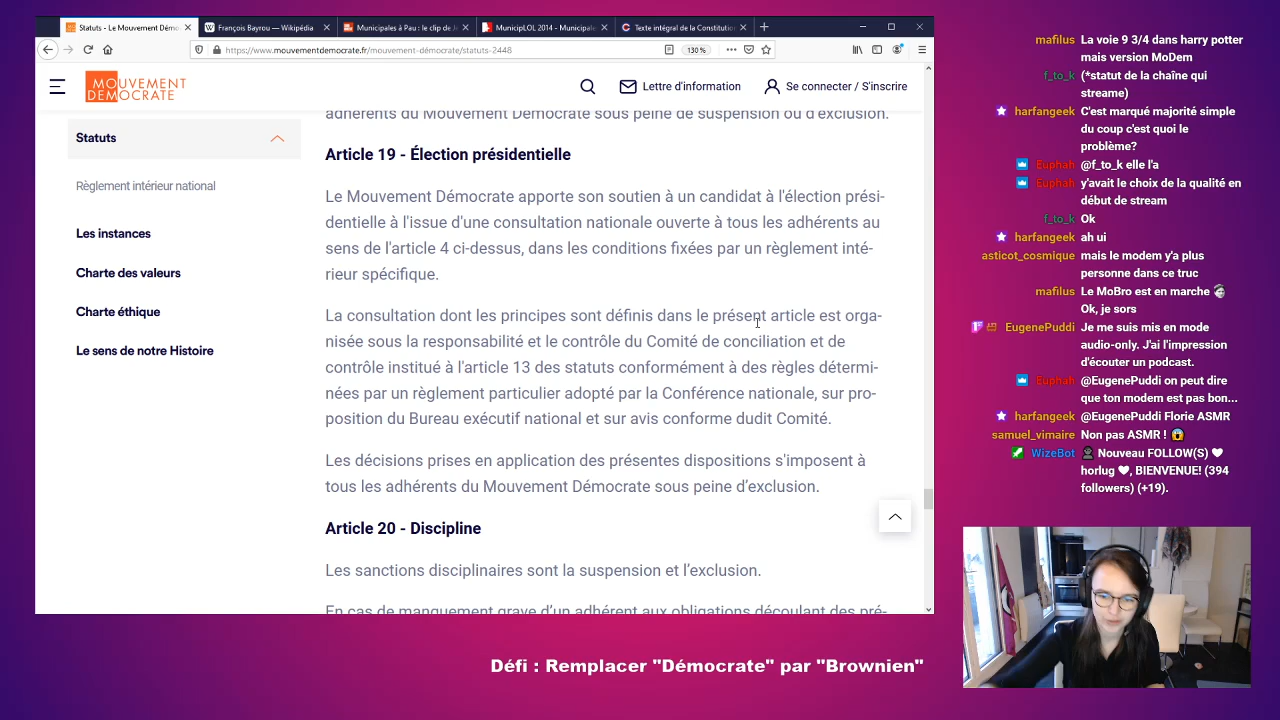 Statuts - Le Mouvement Démo
François Bayrou — Wikipédia
Municipales à Pau : le clip de J
MunicipLOL 2014 - Municipale
Texte intégral de la Constitution
https://www.mouvementdemocrate.fr/mouvement-démocrate/statuts-2448
130 %
MOUVEMENT
DEMOCRATE
Lettre d'information
Se connecter / S'inscrire
Statuts
Règlement intérieur national
Les instances
Charte des valeurs
Charte éthique
Le sens de notre Histoire
adhérents du Mouvement Démocrate sous peine de suspension ou d'exclusion.
Article 19 - Élection présidentielle
Le Mouvement Démocrate apporte son soutien à un candidat à l'élection prési-
dentielle à l'issue d'une consultation nationale ouverte à tous les adhérents au
sens de l'article 4 ci-dessus, dans les conditions fixées par un règlement inté-
rieur spécifique.
La consultation dont les principes sont définis dans le présent article est orga-
nisée sous la responsabilité et le contrôle du Comité de conciliation et de
contrôle institué à l'article 13 des statuts conformément à des règles détermi-
nées par un règlement particulier adopté par la Conférence nationale, sur pro-
position du Bureau exécutif national et sur avis conforme dudit Comité.
Les décisions prises en application des présentes dispositions s'imposent à
tous les adhérents du Mouvement Démocrate sous peine d’exclusion.
Article 20 - Discipline
Les sanctions disciplinaires sont la suspension et l’exclusion.
En cas de manquement grave d’un adhérent aux obligations découlant des pré-
mafilus La voie 9 3/4 dans harry potter
mais version MoDem
f_to_k (*statut de la chaîne qui
streame)
harfangeek C'est marqué majorité simple
du coup c'est quoi le
problème?
Euphah @f_to_k elle l'a
Euphah y'avait le choix de la qualité en
début de stream
f_to_k Ok
harfangeek ah ui
asticot_cosmique mais le modem y'a plus
personne dans ce truc
mafilus Le MoBro est en marche
Ok, je sors
EugenePuddi Je me suis mis en mode
audio-only. J'ai l'impression
d'écouter un podcast.
Euphah @EugenePuddi on peut dire
que ton modem est pas bon...
harfangeek @EugenePuddi Florie ASMR
samuel_vimaire Non pas ASMR !
WizeBot Nouveau FOLLOW(S) ♥
horlug ♥, BIENVENUE! (394
followers) (+19).
Défi : Remplacer "Démocrate" par "Brownien"